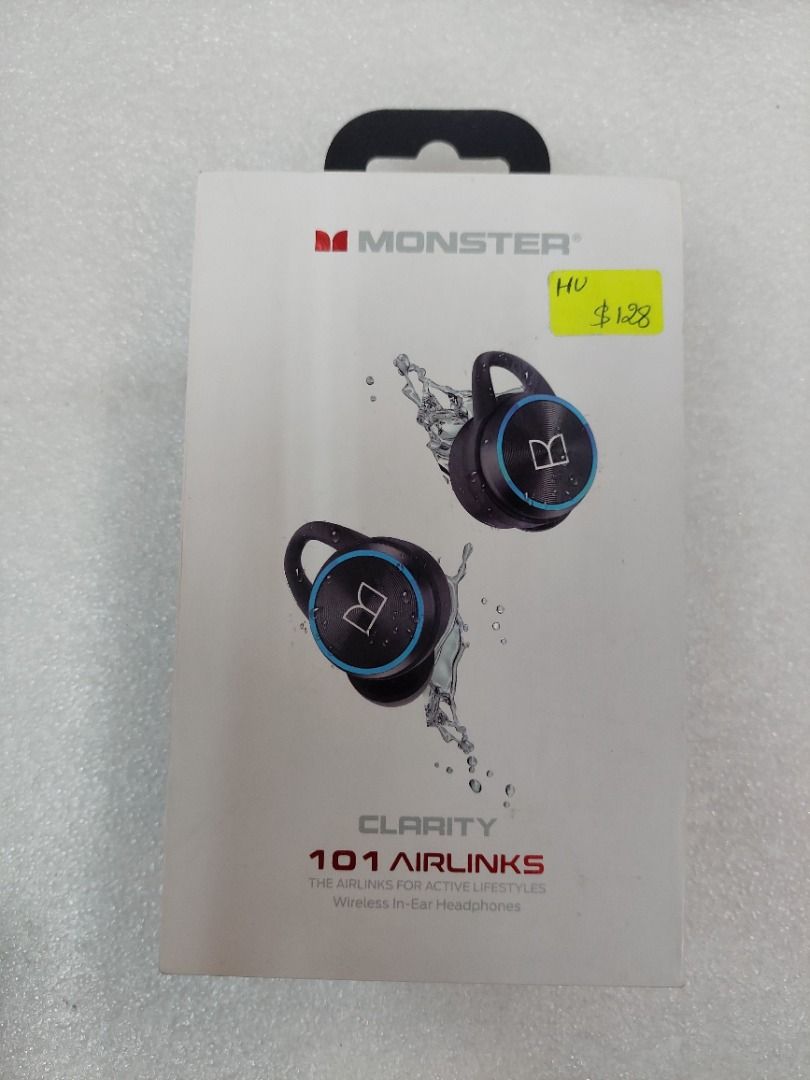 MONSTER®
HU
$128
CLARITY
101 AIRLINKS
THE AIRLINKS FOR ACTIVE LIFESTYLES
Wireless In-Ear Headphones